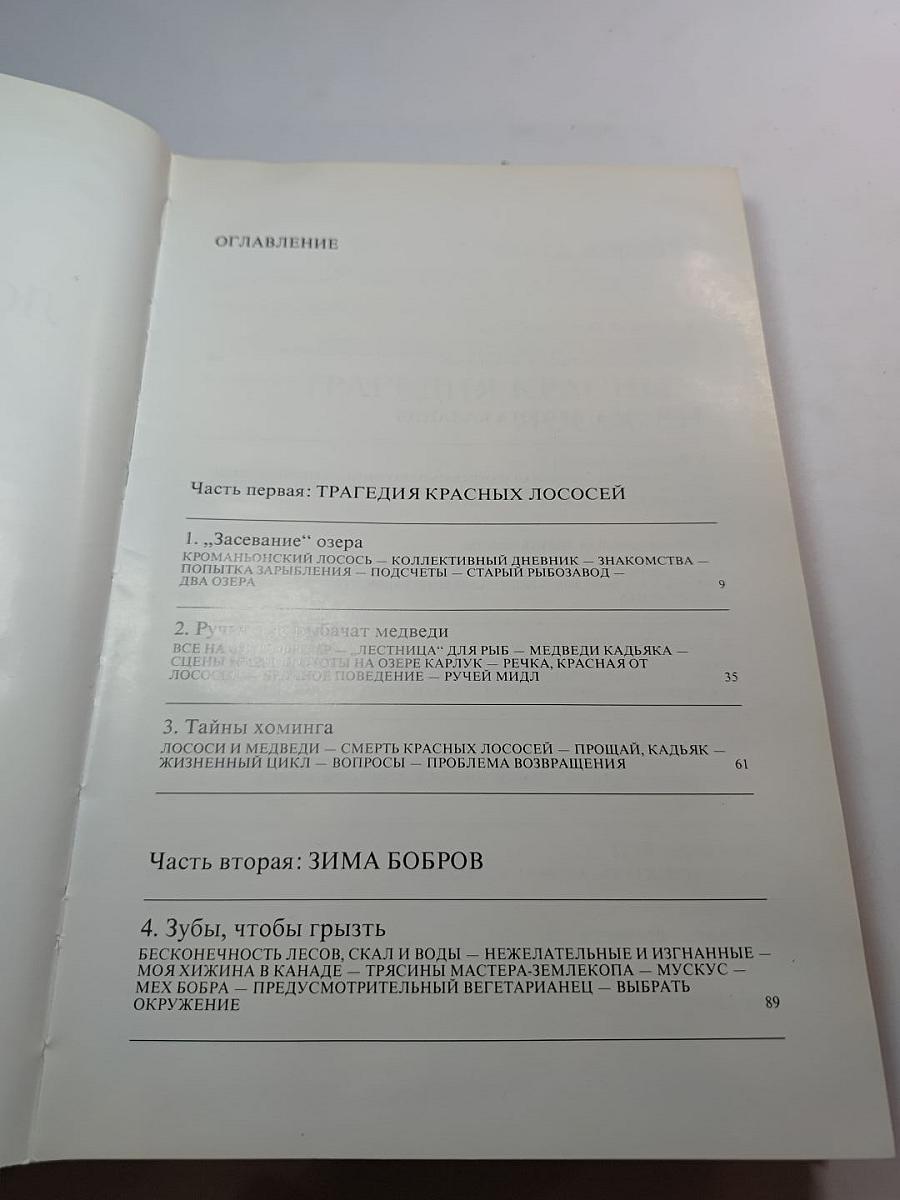 ОГЛАВЛЕНИЕ
Часть первая: ТРАГЕДИЯ КРАСНЫХ ЛОСОСЕЙ
1. „Засевание“ озера
КРОМАНЬОНСКИЙ ЛОСОСЬ — КОЛЛЕКТИВНЫЙ ДНЕВНИК — ЗНАКОМСТВА —
ПОПЫТКА ЗАРЫБЛЕНИЯ — ПОДСЧЕТЫ — СТАРЫЙ РЫБОЗАВОД —
ДВА ОЗЕРА 9
2. медведи
ВСЕ НА — „ЛЕСТНИЦА“ ДЛЯ РЫБ — МЕДВЕДИ КАДЬЯКА —
СЦЕНЫ НА ОЗЕРЕ КАРЛУК — РЕЧКА, КРАСНАЯ ОТ
— БРАЧНОЕ ПОВЕДЕНИЕ — РУЧЕЙ МИДЛ 35
3. Тайны хоминга
ЛОСОСИ И МЕДВЕДИ — СМЕРТЬ КРАСНЫХ ЛОСОСЕЙ — ПРОЩАЙ, КАДЬЯК —
ЖИЗНЕННЫЙ ЦИКЛ — ВОПРОСЫ — ПРОБЛЕМА ВОЗВРАЩЕНИЯ 61
Часть вторая: ЗИМА БОБРОВ
4. Зубы, чтобы грызть
БЕСКОНЕЧНОСТЬ ЛЕСОВ, СКАЛ И ВОДЫ — НЕЖЕЛАТЕЛЬНЫЕ И ИЗГНАННЫЕ —
МОЯ ХИЖИНА В КАНАДЕ — ТРЯСИНЫ МАСТЕРА-ЗЕМЛЕКОПА — МУСКУС —
МЕХ БОБРА — ПРЕДУСМОТРИТЕЛЬНЫЙ ВЕГЕТАРИАНЕЦ — ВЫБРАТЬ
ОКРУЖЕНИЕ 89